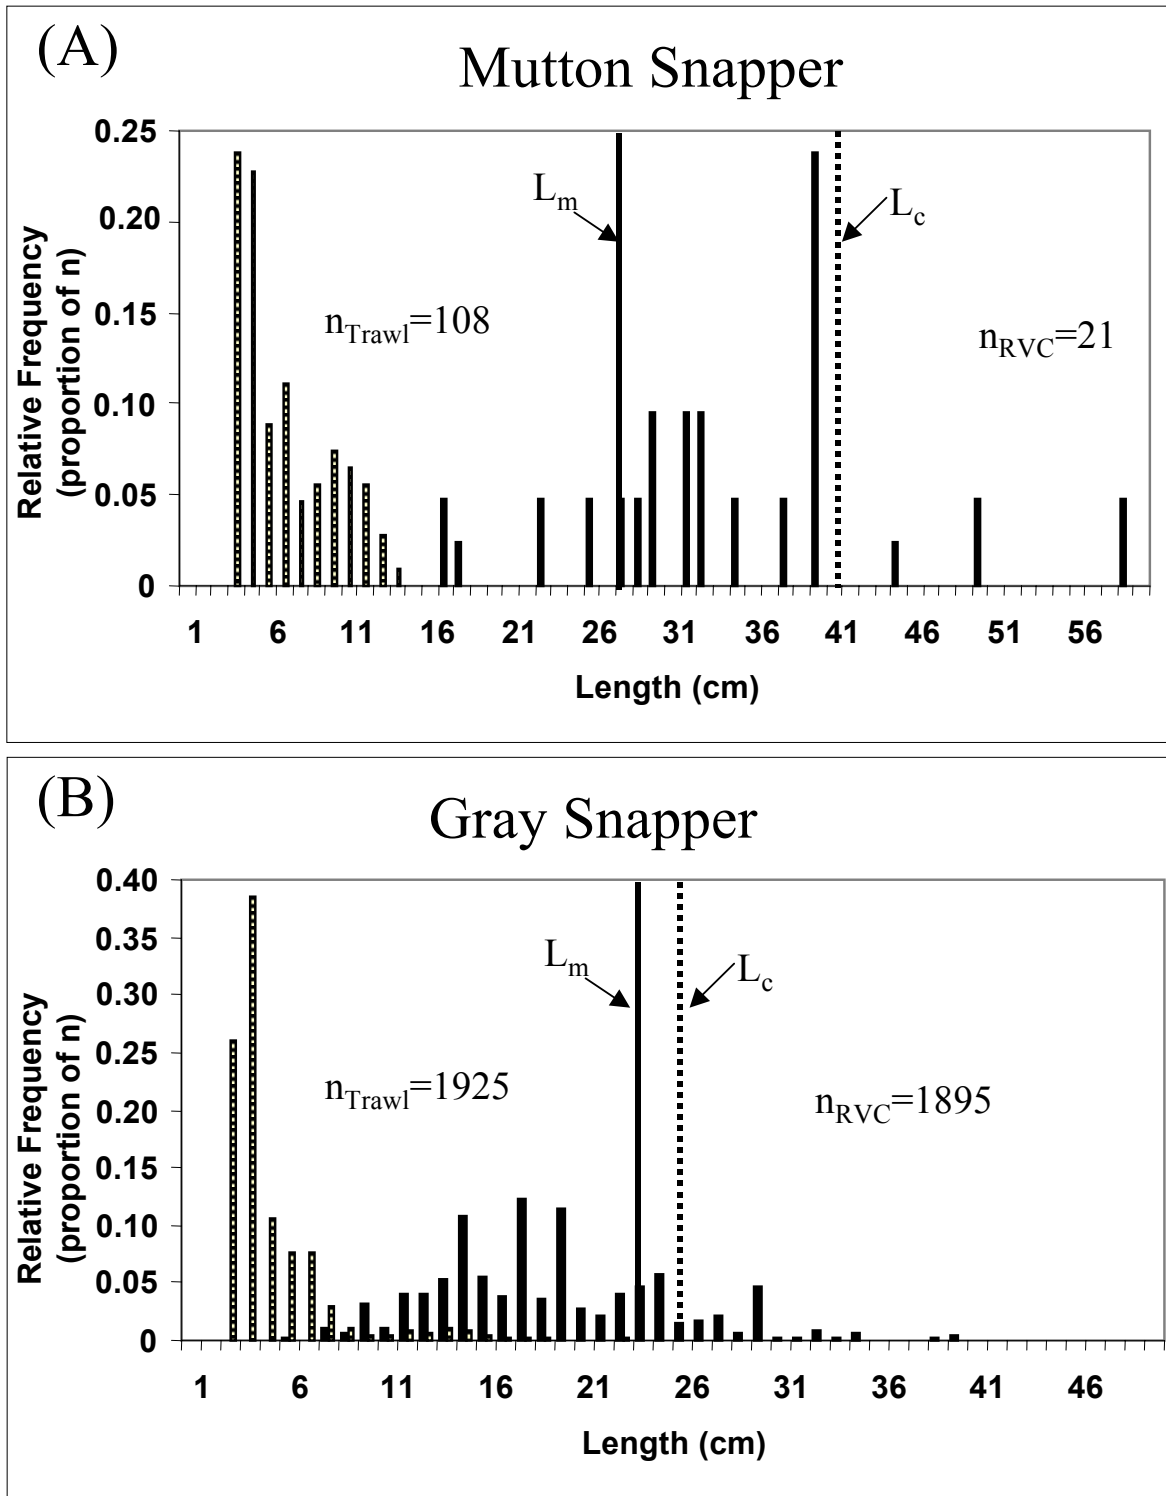 (A)
Mutton Snapper
Relative Frequency
(proportion of n)
0.25
0.20
0.15
0.10
0.05
0
Lm
Lc
nTrawl=108
nRVC=21
1 6 11 16 21 26 31 36 41 46 51 56
Length (cm)
(B)
Gray Snapper
Relative Frequency
(proportion of n)
0.40
0.35
0.30
0.25
0.20
0.15
0.10
0.05
0
Lm
Lc
nTrawl=1925
nRVC=1895
1 6 11 16 21 26 31 36 41 46
Length (cm)